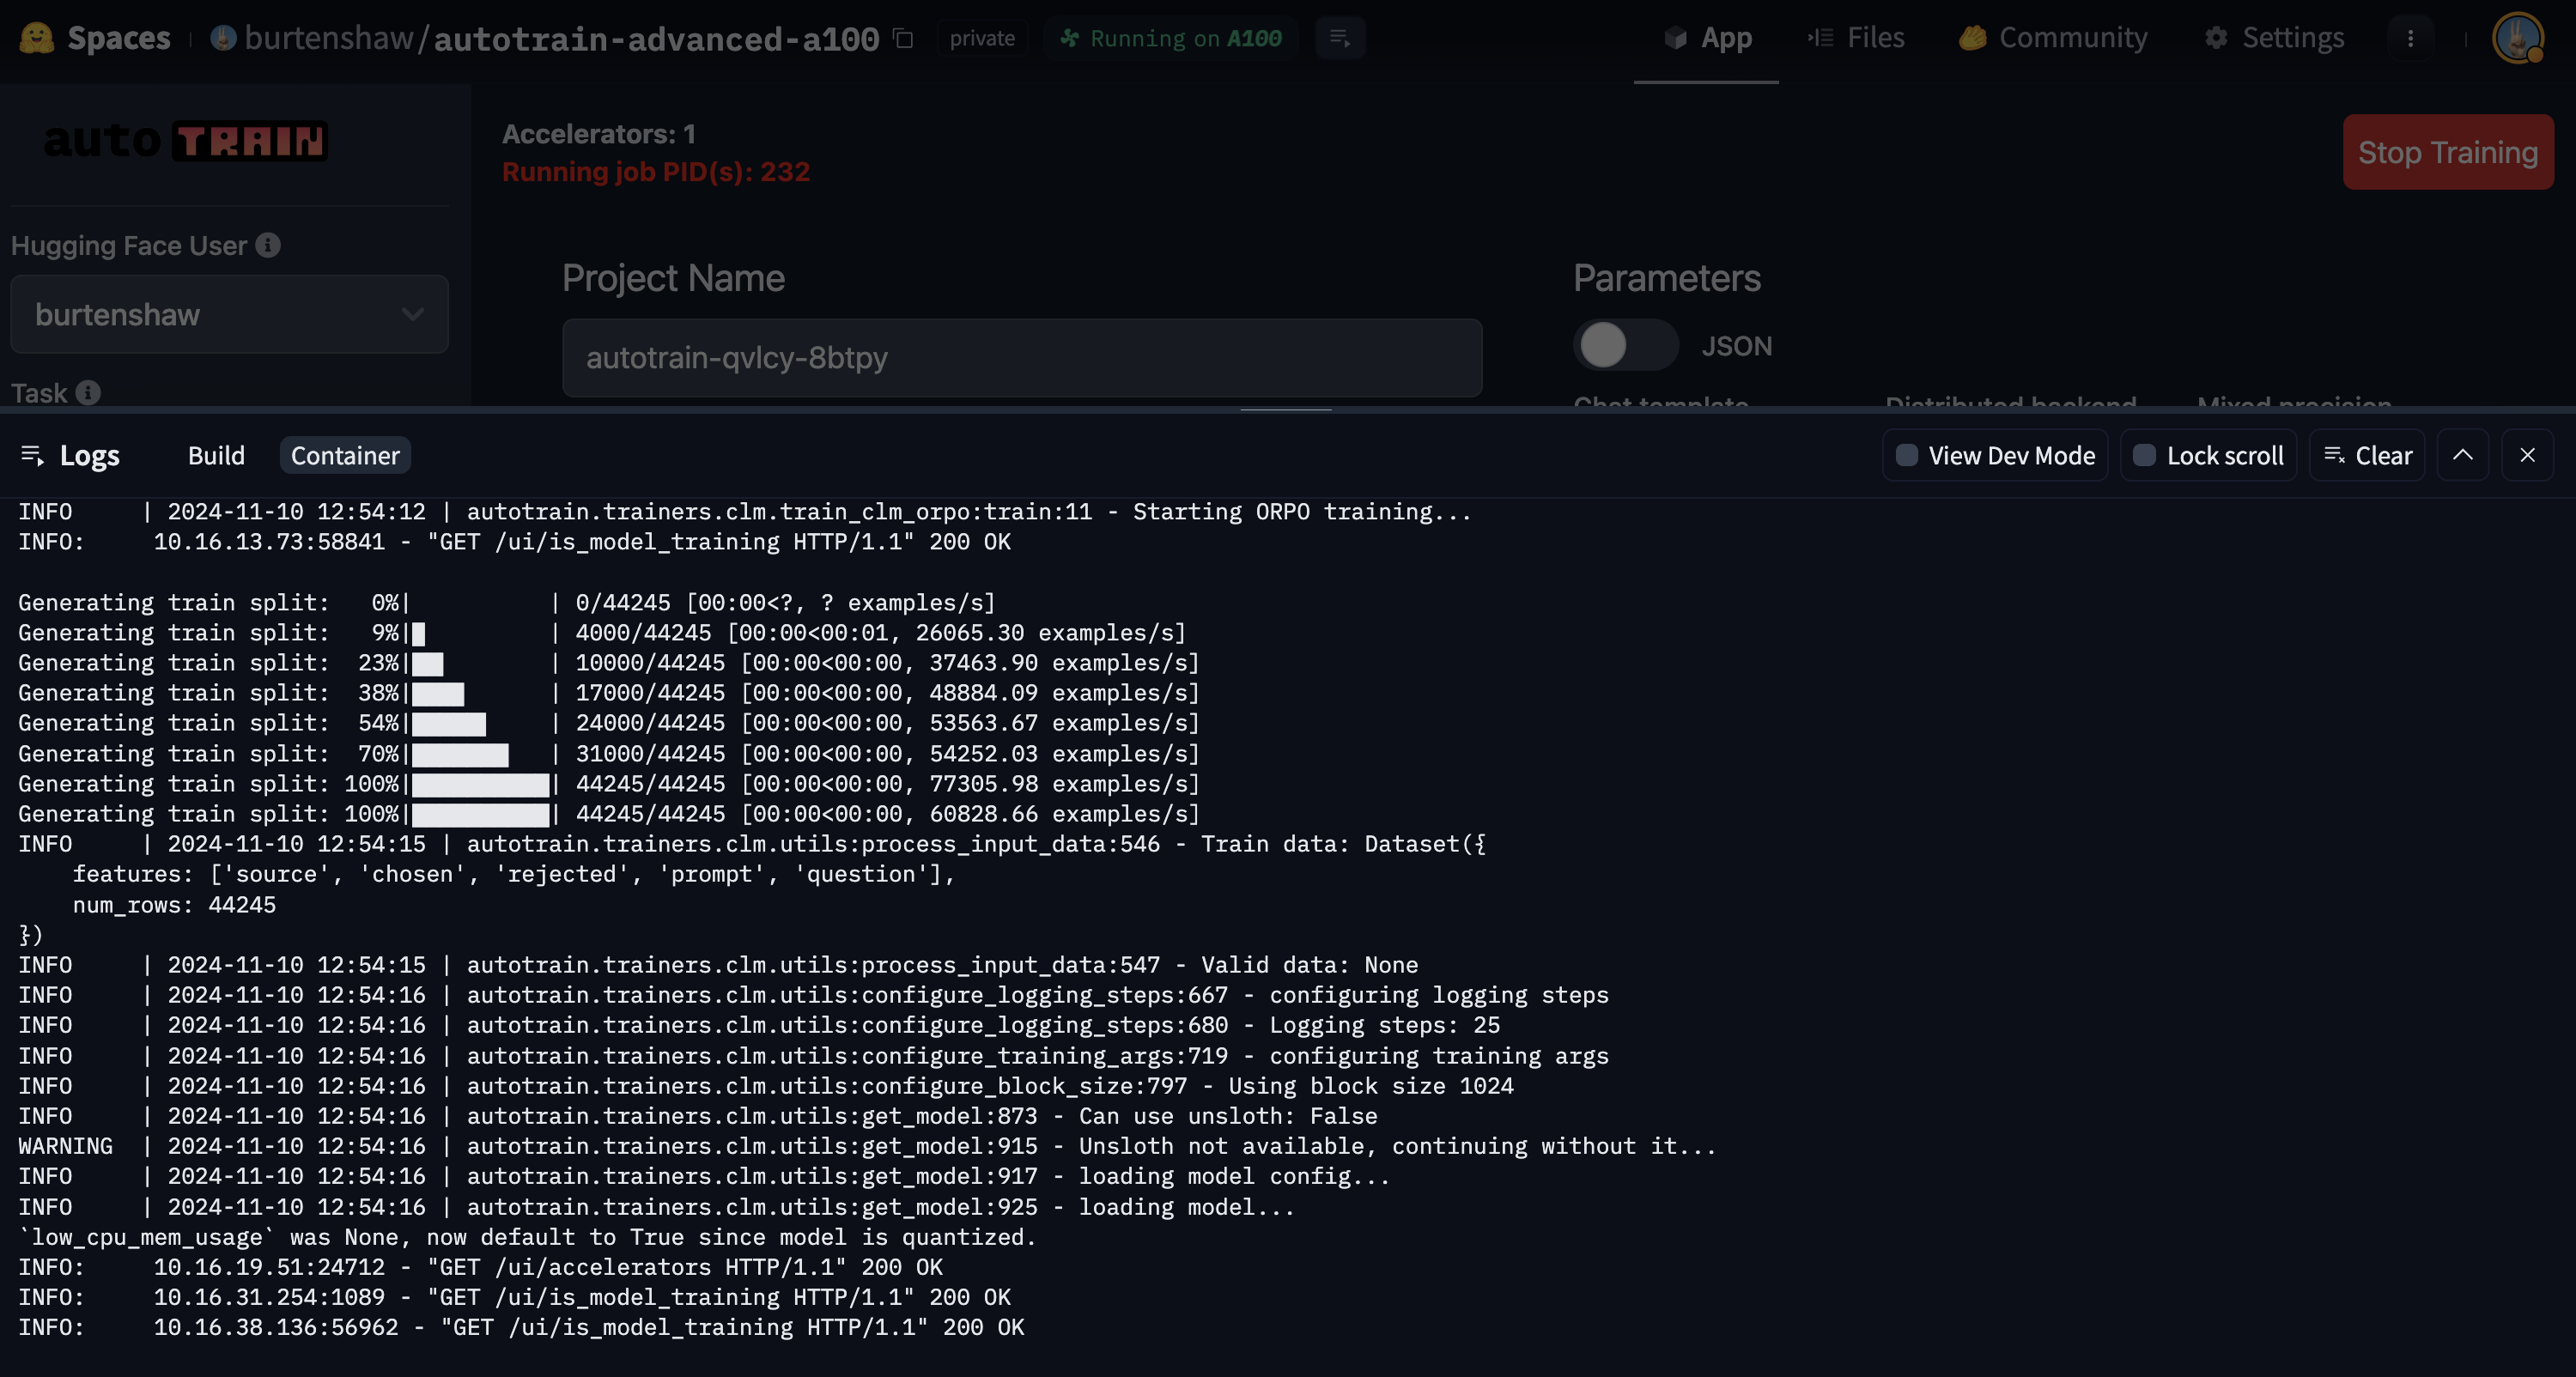 Spaces burtenshaw/autotrain-advanced-a100 private Running on A100 App Files Community Settings
auto TRAIN
Accelerators: 1
Running job PID(s): 232
Stop Training
Hugging Face User
burtenshaw
Task
Project Name
autotrain-qvlcy-8btpy
Parameters
JSON
Chat template Distributed backend Mixed precision
Logs Build Container View Dev Mode Lock scroll Clear
INFO     | 2024-11-10 12:54:12 | autotrain.trainers.clm.train_clm_orpo:train:11 - Starting ORPO training...
INFO:     10.16.13.73:58841 - "GET /ui/is_model_training HTTP/1.1" 200 OK
Generating train split:   0%|          | 0/44245 [00:00<?, ? examples/s]
Generating train split:   9%|█         | 4000/44245 [00:00<00:01, 26065.30 examples/s]
Generating train split:  23%|██        | 10000/44245 [00:00<00:00, 37463.90 examples/s]
Generating train split:  38%|████      | 17000/44245 [00:00<00:00, 48884.09 examples/s]
Generating train split:  54%|█████     | 24000/44245 [00:00<00:00, 53563.67 examples/s]
Generating train split:  70%|███████   | 31000/44245 [00:00<00:00, 54252.03 examples/s]
Generating train split: 100%|██████████| 44245/44245 [00:00<00:00, 77305.98 examples/s]
Generating train split: 100%|██████████| 44245/44245 [00:00<00:00, 60828.66 examples/s]
INFO     | 2024-11-10 12:54:15 | autotrain.trainers.clm.utils:process_input_data:546 - Train data: Dataset({
    features: ['source', 'chosen', 'rejected', 'prompt', 'question'],
    num_rows: 44245
})
INFO     | 2024-11-10 12:54:15 | autotrain.trainers.clm.utils:process_input_data:547 - Valid data: None
INFO     | 2024-11-10 12:54:16 | autotrain.trainers.clm.utils:configure_logging_steps:667 - configuring logging steps
INFO     | 2024-11-10 12:54:16 | autotrain.trainers.clm.utils:configure_logging_steps:680 - Logging steps: 25
INFO     | 2024-11-10 12:54:16 | autotrain.trainers.clm.utils:configure_training_args:719 - configuring training args
INFO     | 2024-11-10 12:54:16 | autotrain.trainers.clm.utils:configure_block_size:797 - Using block size 1024
INFO     | 2024-11-10 12:54:16 | autotrain.trainers.clm.utils:get_model:873 - Can use unsloth: False
WARNING  | 2024-11-10 12:54:16 | autotrain.trainers.clm.utils:get_model:915 - Unsloth not available, continuing without it...
INFO     | 2024-11-10 12:54:16 | autotrain.trainers.clm.utils:get_model:917 - loading model config...
INFO     | 2024-11-10 12:54:16 | autotrain.trainers.clm.utils:get_model:925 - loading model...
`low_cpu_mem_usage` was None, now default to True since model is quantized.
INFO:     10.16.19.51:24712 - "GET /ui/accelerators HTTP/1.1" 200 OK
INFO:     10.16.31.254:1089 - "GET /ui/is_model_training HTTP/1.1" 200 OK
INFO:     10.16.38.136:56962 - "GET /ui/is_model_training HTTP/1.1" 200 OK